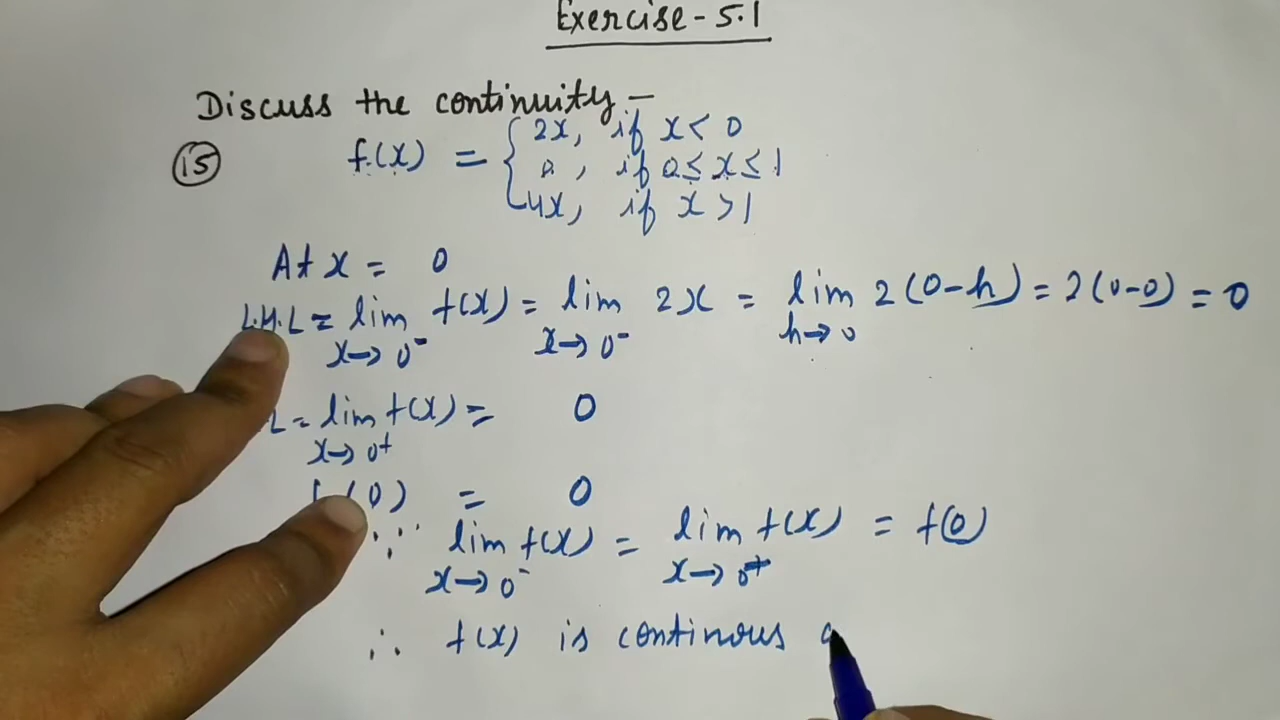 Exercise - 5.1
Discuss the continuity -
15 f(x) = { 2x, if x < 0
0, if 0 ≤ x ≤ 1
4x, if x > 1
At x = 0
L.H.L = lim x→0⁻ f(x) = lim x→0⁻ 2x = lim h→0 2(0-h) = 2(0-0) = 0
L = lim x→0⁺ f(x) = 0
(0) = 0
∵ lim x→0⁻ f(x) = lim x→0⁺ f(x) = f(0)
∴ f(x) is continous